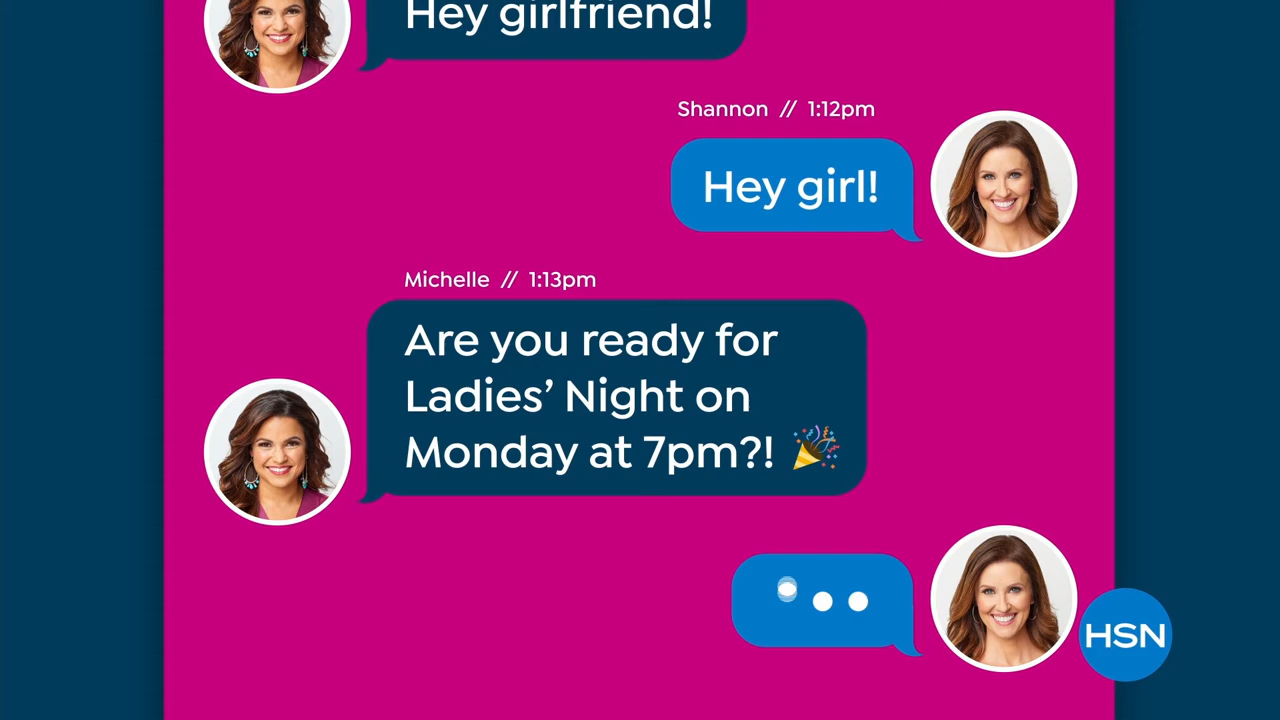 Hey girlfriend!
Shannon // 1:12pm
Hey girl!
Michelle // 1:13pm
Are you ready for
Ladies’ Night on
Monday at 7pm?! 🎉
HSN